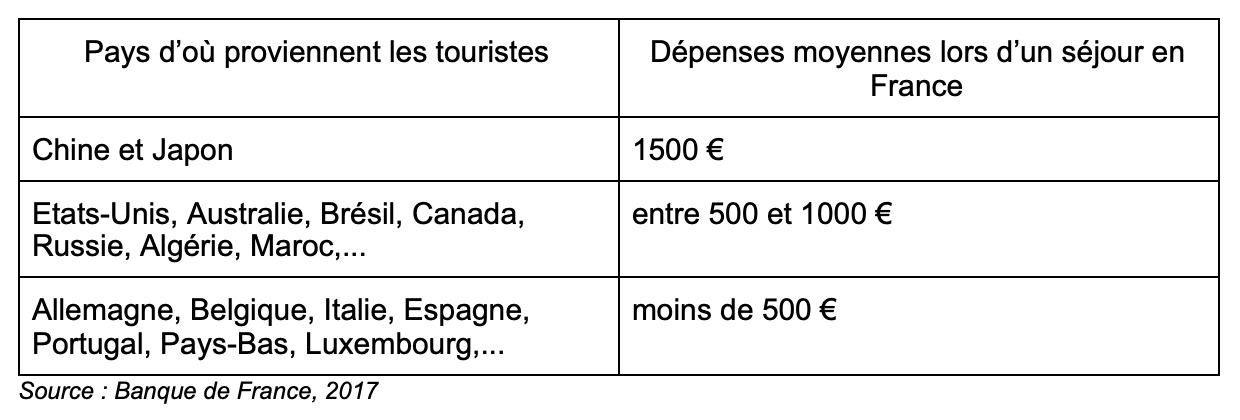 Pays d’où proviennent les touristes
Dépenses moyennes lors d’un séjour en
France
Chine et Japon
1500 €
Etats-Unis, Australie, Brésil, Canada,
Russie, Algérie, Maroc,...
entre 500 et 1000 €
Allemagne, Belgique, Italie, Espagne,
Portugal, Pays-Bas, Luxembourg,...
moins de 500 €
Source : Banque de France, 2017